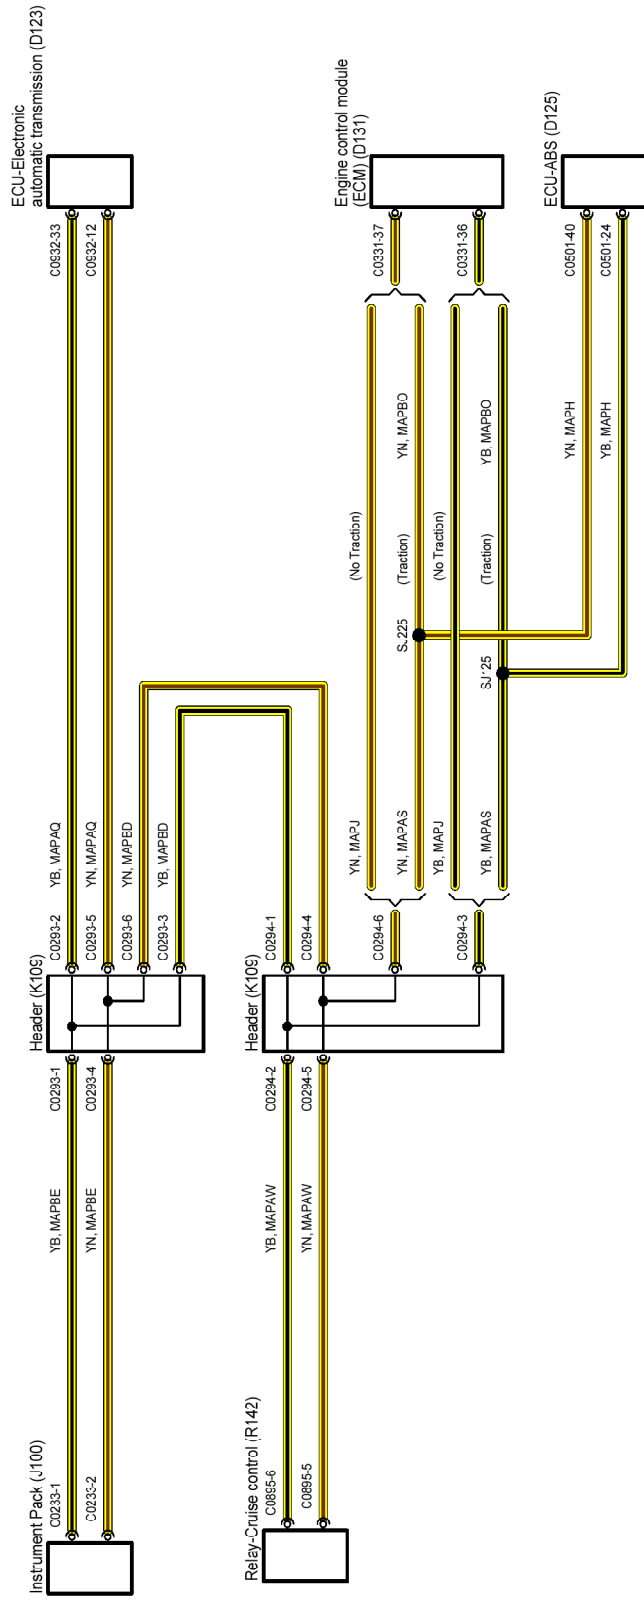 ECU-Electronic
automatic transmission (D123)
Engine control module
(ECM) (D131)
ECU-ABS (D125)
C0932-33
C0932-12
C0331-37
C0331-36
C0501-40
C0501-24
YN, MAPBO
YB, MAPBO
YN, MAPH
YB, MAPH
(No Traction)
(Traction)
(No Traction)
(Traction)
SJ225
SJ125
YB, MAPAQ
YN, MAPAQ
YN, MAPBD
YB, MAPBD
YN, MAPJ
YN, MAPAS
YB, MAPJ
YB, MAPAS
C0293-2
C0293-5
C0293-6
C0293-3
C0294-1
C0294-4
C0294-6
C0294-3
Header (K109)
Header (K109)
C0293-1
C0293-4
C0294-2
C0294-5
YB, MAPBE
YN, MAPBE
YB, MAPAW
YN, MAPAW
Instrument Pack (J100)
C0233-1
C0233-2
Relay-Cruise control (R142)
C0895-6
C0895-5